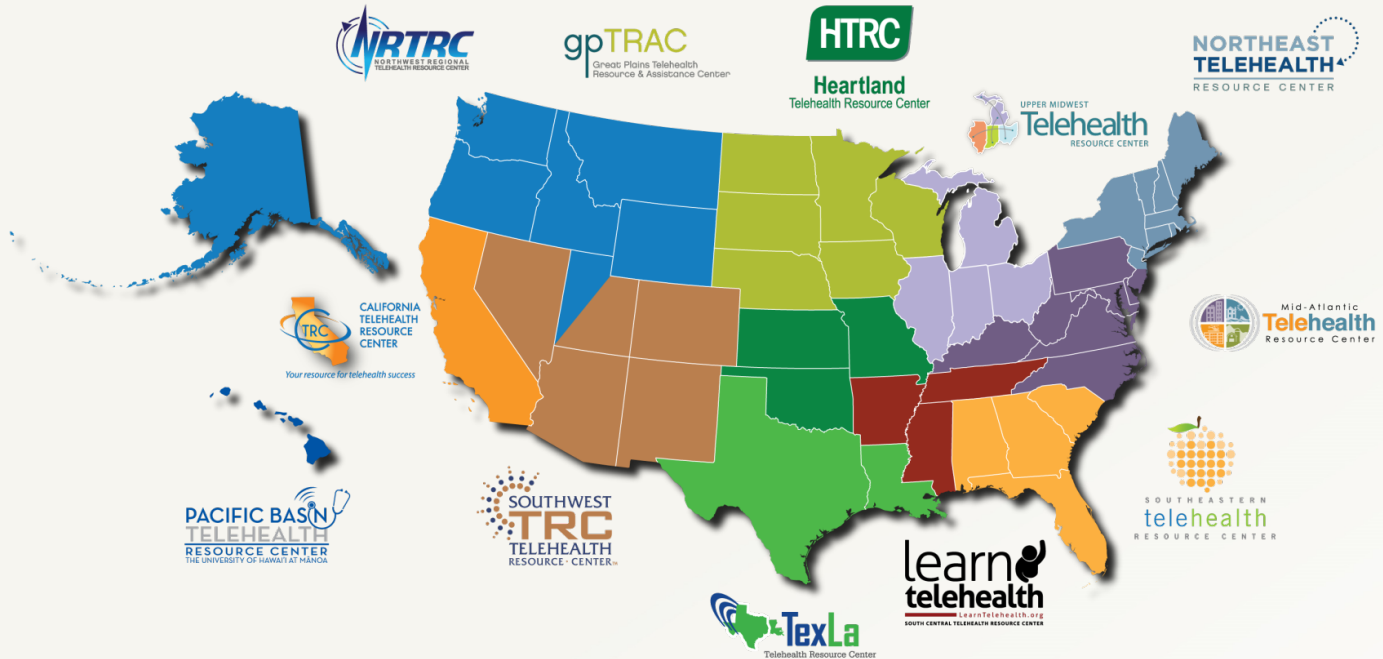 NRTRC
NORTHWEST REGIONAL
TELEHEALTH RESOURCE CENTER
gpTRAC
Great Plains Telehealth
Resource & Assistance Center
HTRC
Heartland
Telehealth Resource Center
NORTHEAST
TELEHEALTH
RESOURCE CENTER
UPPER MIDWEST
Telehealth
RESOURCE CENTER
TRC
CALIFORNIA
TELEHEALTH
RESOURCE
CENTER
Your resource for telehealth success
Mid-Atlantic
Telehealth
Resource Center
PACIFIC BASIN
TELEHEALTH
RESOURCE CENTER
THE UNIVERSITY OF HAWAI'I AT MĀNOA
SOUTHWEST
TRC
TELEHEALTH
RESOURCE · CENTER
SOUTHEASTERN
telehealth
RESOURCE CENTER
learn
telehealth
LearnTelehealth.org
SOUTH CENTRAL TELEHEALTH RESOURCE CENTER
TexLa
Telehealth Resource Center